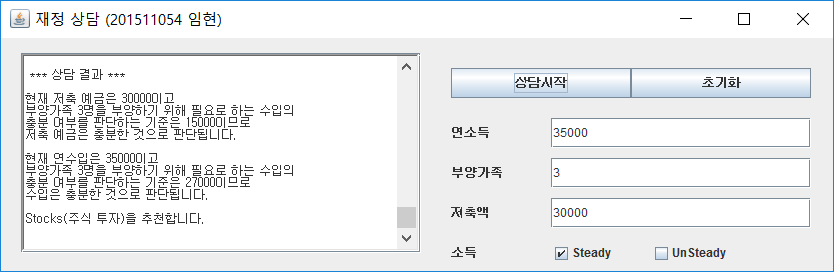 재정 상담 (201511054 임현)
*** 상담 결과 ***
현재 저축 예금은 30000이고
부양가족 3명을 부양하기 위해 필요로 하는 수입의
충분 여부를 판단하는 기준은 15000이므로
저축 예금은 충분한 것으로 판단됩니다.
현재 연수입은 35000이고
부양가족 3명을 부양하기 위해 필요로 하는 수입의
충분 여부를 판단하는 기준은 27000이므로
수입은 충분한 것으로 판단됩니다.
Stocks(주식 투자)을 추천합니다.
상담시작 초기화
연소득 35000
부양가족 3
저축액 30000
소득 Steady UnSteady